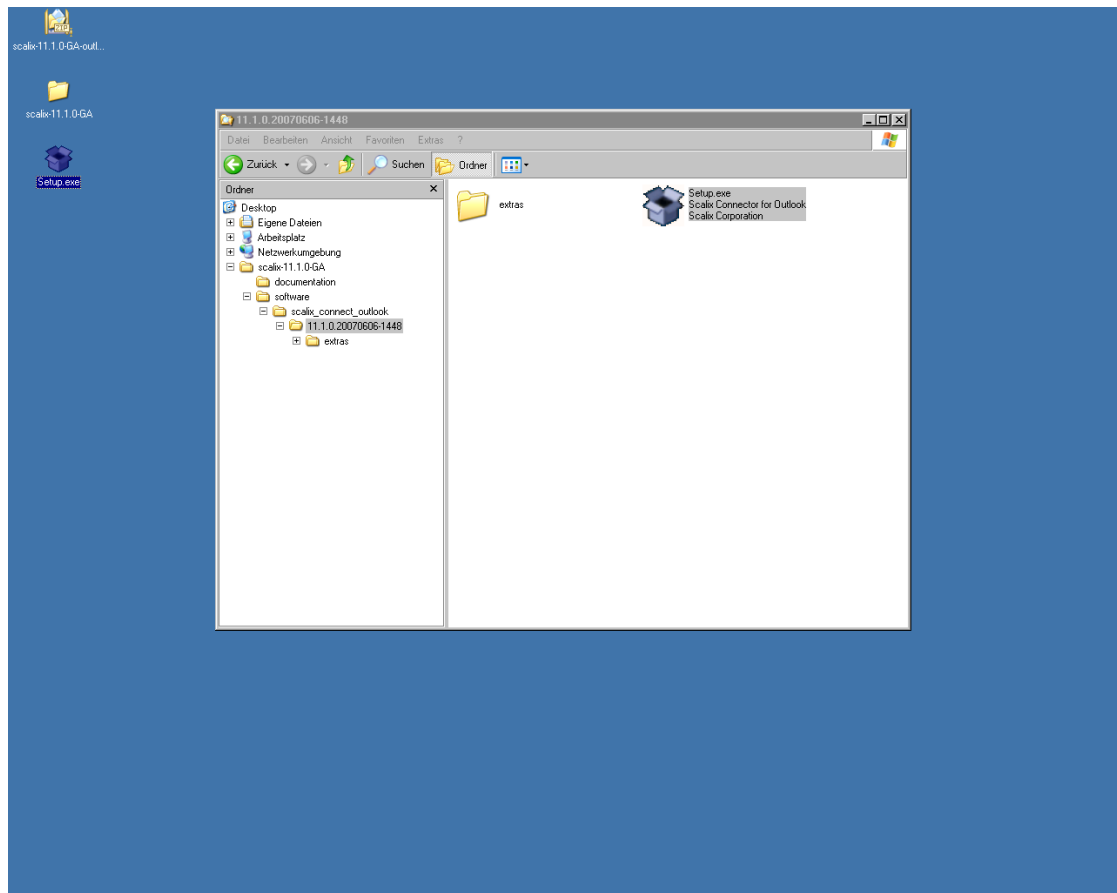 scalix-11.1.0-GA-outl...
scalix-11.1.0-GA
Setup.exe
11.1.0.20070606-1448
Datei Bearbeiten Ansicht Favoriten Extras ?
Zurück Suchen Ordner
Ordner
Desktop
Eigene Dateien
Arbeitsplatz
Netzwerkumgebung
scalix-11.1.0-GA
documentation
software
scalix_connect_outlook
11.1.0.20070606-1448
extras
extras
Setup.exe
Scalix Connector for Outlook
Scalix Corporation